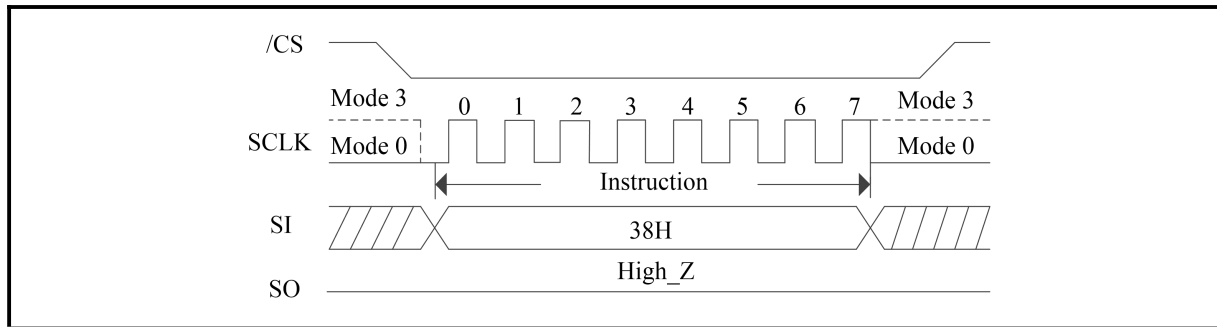 /CS
Mode 3 0 1 2 3 4 5 6 7 Mode 3
SCLK Mode 0 Mode 0
Instruction
SI 38H
High_Z
SO